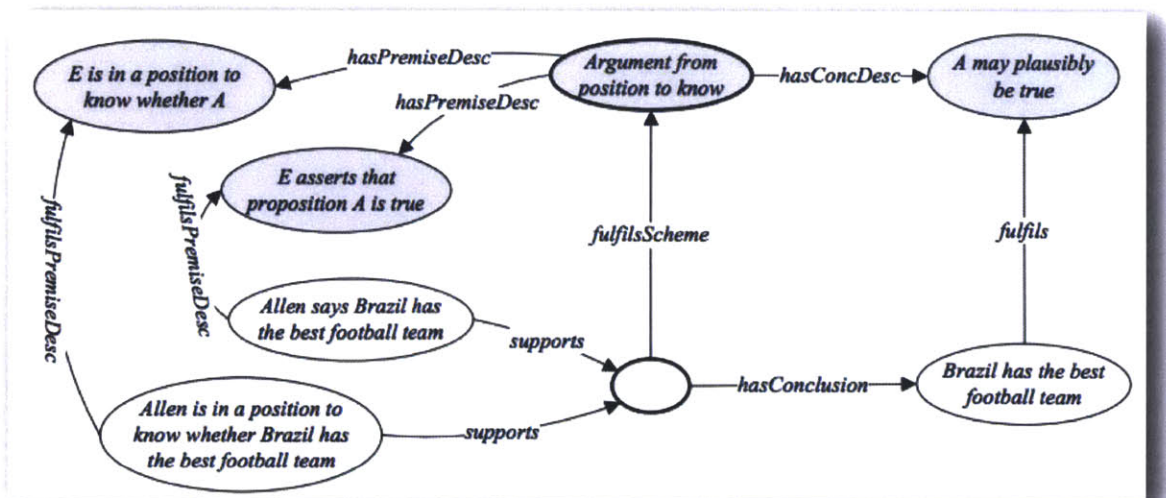 E is in a position to
know whether A
hasPremiseDesc
Argument from
position to know
hasConcDesc
A may plausibly
be true
hasPremiseDesc
E asserts that
proposition A is true
fulfilsPremiseDesc
fulfilsPremiseDesc
fulfilsScheme
fulfils
Allen says Brazil has
the best football team
supports
hasConclusion
Brazil has the best
football team
Allen is in a position to
know whether Brazil has
the best football team
supports